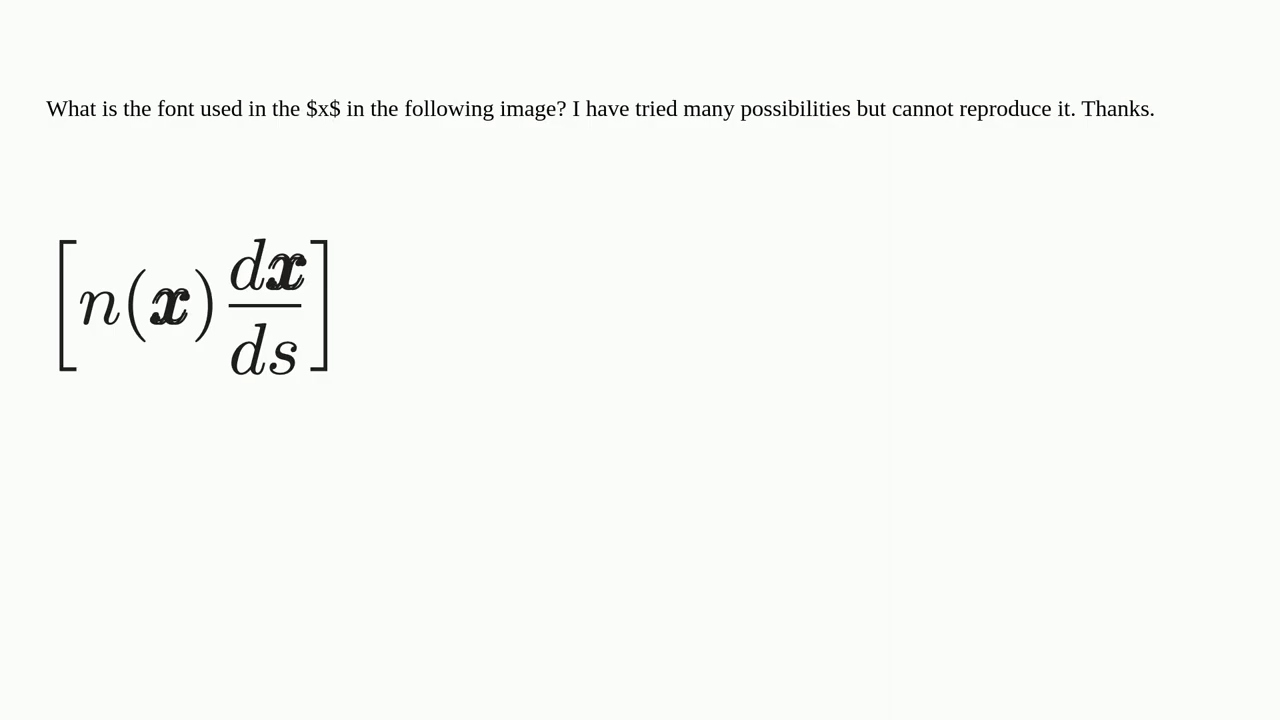 What is the font used in the $x$ in the following image? I have tried many possibilities but cannot reproduce it. Thanks.
[n(x) dx/ds]